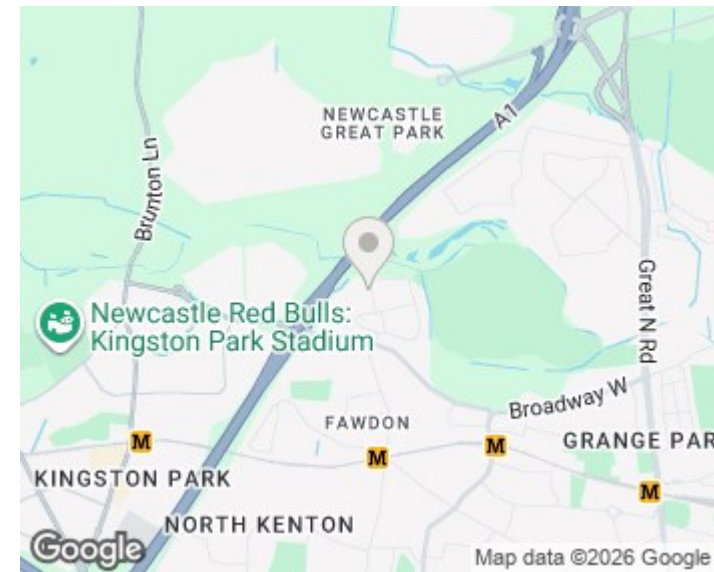 NEWCASTLE
GREAT PARK
A1
Brunton Ln
Great N Rd
Newcastle Red Bulls:
Kingston Park Stadium
Broadway W
FAWDON
M
M
M
GRANGE PAR
M
KINGSTON PARK
NORTH KENTON
Google
Map data ©2026 Google